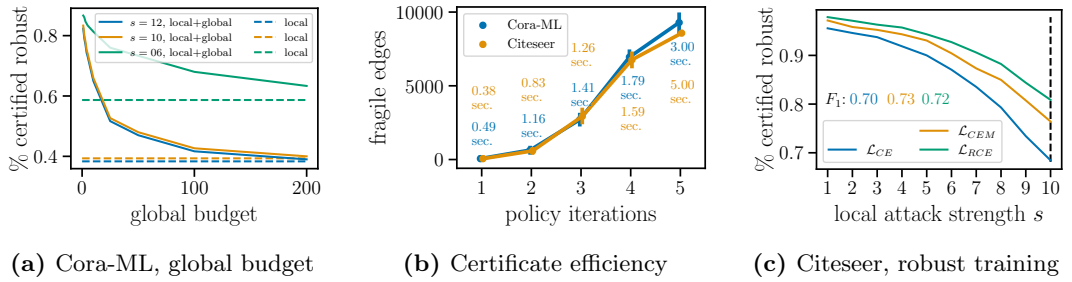 % certified robust
0.8
0.6
0.4
s = 12, local+global
local
s = 10, local+global
local
s = 06, local+global
local
0
100
200
global budget
(a) Cora-ML, global budget
fragile edges
10000
5000
0
Cora-ML
Citeseer
0.38 sec.
0.49 sec.
0.83 sec.
1.16 sec.
1.26 sec.
1.41 sec.
1.79 sec.
1.59 sec.
3.00 sec.
5.00 sec.
1 2 3 4 5
policy iterations
(b) Certificate efficiency
% certified robust
0.9
0.8
0.7
F₁: 0.70 0.73 0.72
ℒ_CE
ℒ_CEM
ℒ_RCE
1 2 3 4 5 6 7 8 9 10
local attack strength s
(c) Citeseer, robust training